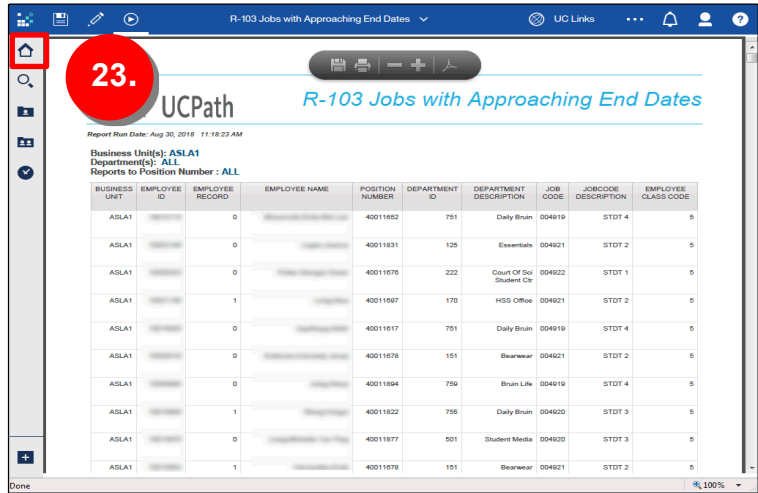 R-103 Jobs with Approaching End Dates
UC Links
?
23.
UCPath
R-103 Jobs with Approaching End Dates
Report Run Date: Aug 30, 2018 11:18:23 AM
Business Unit(s): ASLA1
Department(s): ALL
Reports to Position Number : ALL
BUSINESS UNIT EMPLOYEE ID EMPLOYEE RECORD EMPLOYEE NAME POSITION NUMBER DEPARTMENT ID DEPARTMENT DESCRIPTION JOB CODE JOBCODE DESCRIPTION EMPLOYEE CLASS CODE
ASLA1 0 40011652 751 Daily Bruin 004919 STDT 4 5
ASLA1 0 40011831 125 Essentials 004921 STDT 2 5
ASLA1 0 40011676 222 Court Of Sci Student Ctr 004922 STDT 1 5
ASLA1 1 40011697 170 HSS Office 004921 STDT 2 5
ASLA1 0 40011617 751 Daily Bruin 004919 STDT 4 5
ASLA1 0 40011678 151 Bearwear 004921 STDT 2 5
ASLA1 0 40011894 759 Bruin Life 004919 STDT 4 5
ASLA1 1 40011822 755 Daily Bruin 004920 STDT 3 5
ASLA1 0 40011877 501 Student Media 004920 STDT 3 5
ASLA1 1 40011678 151 Bearwear 004921 STDT 2 5
Done
100%